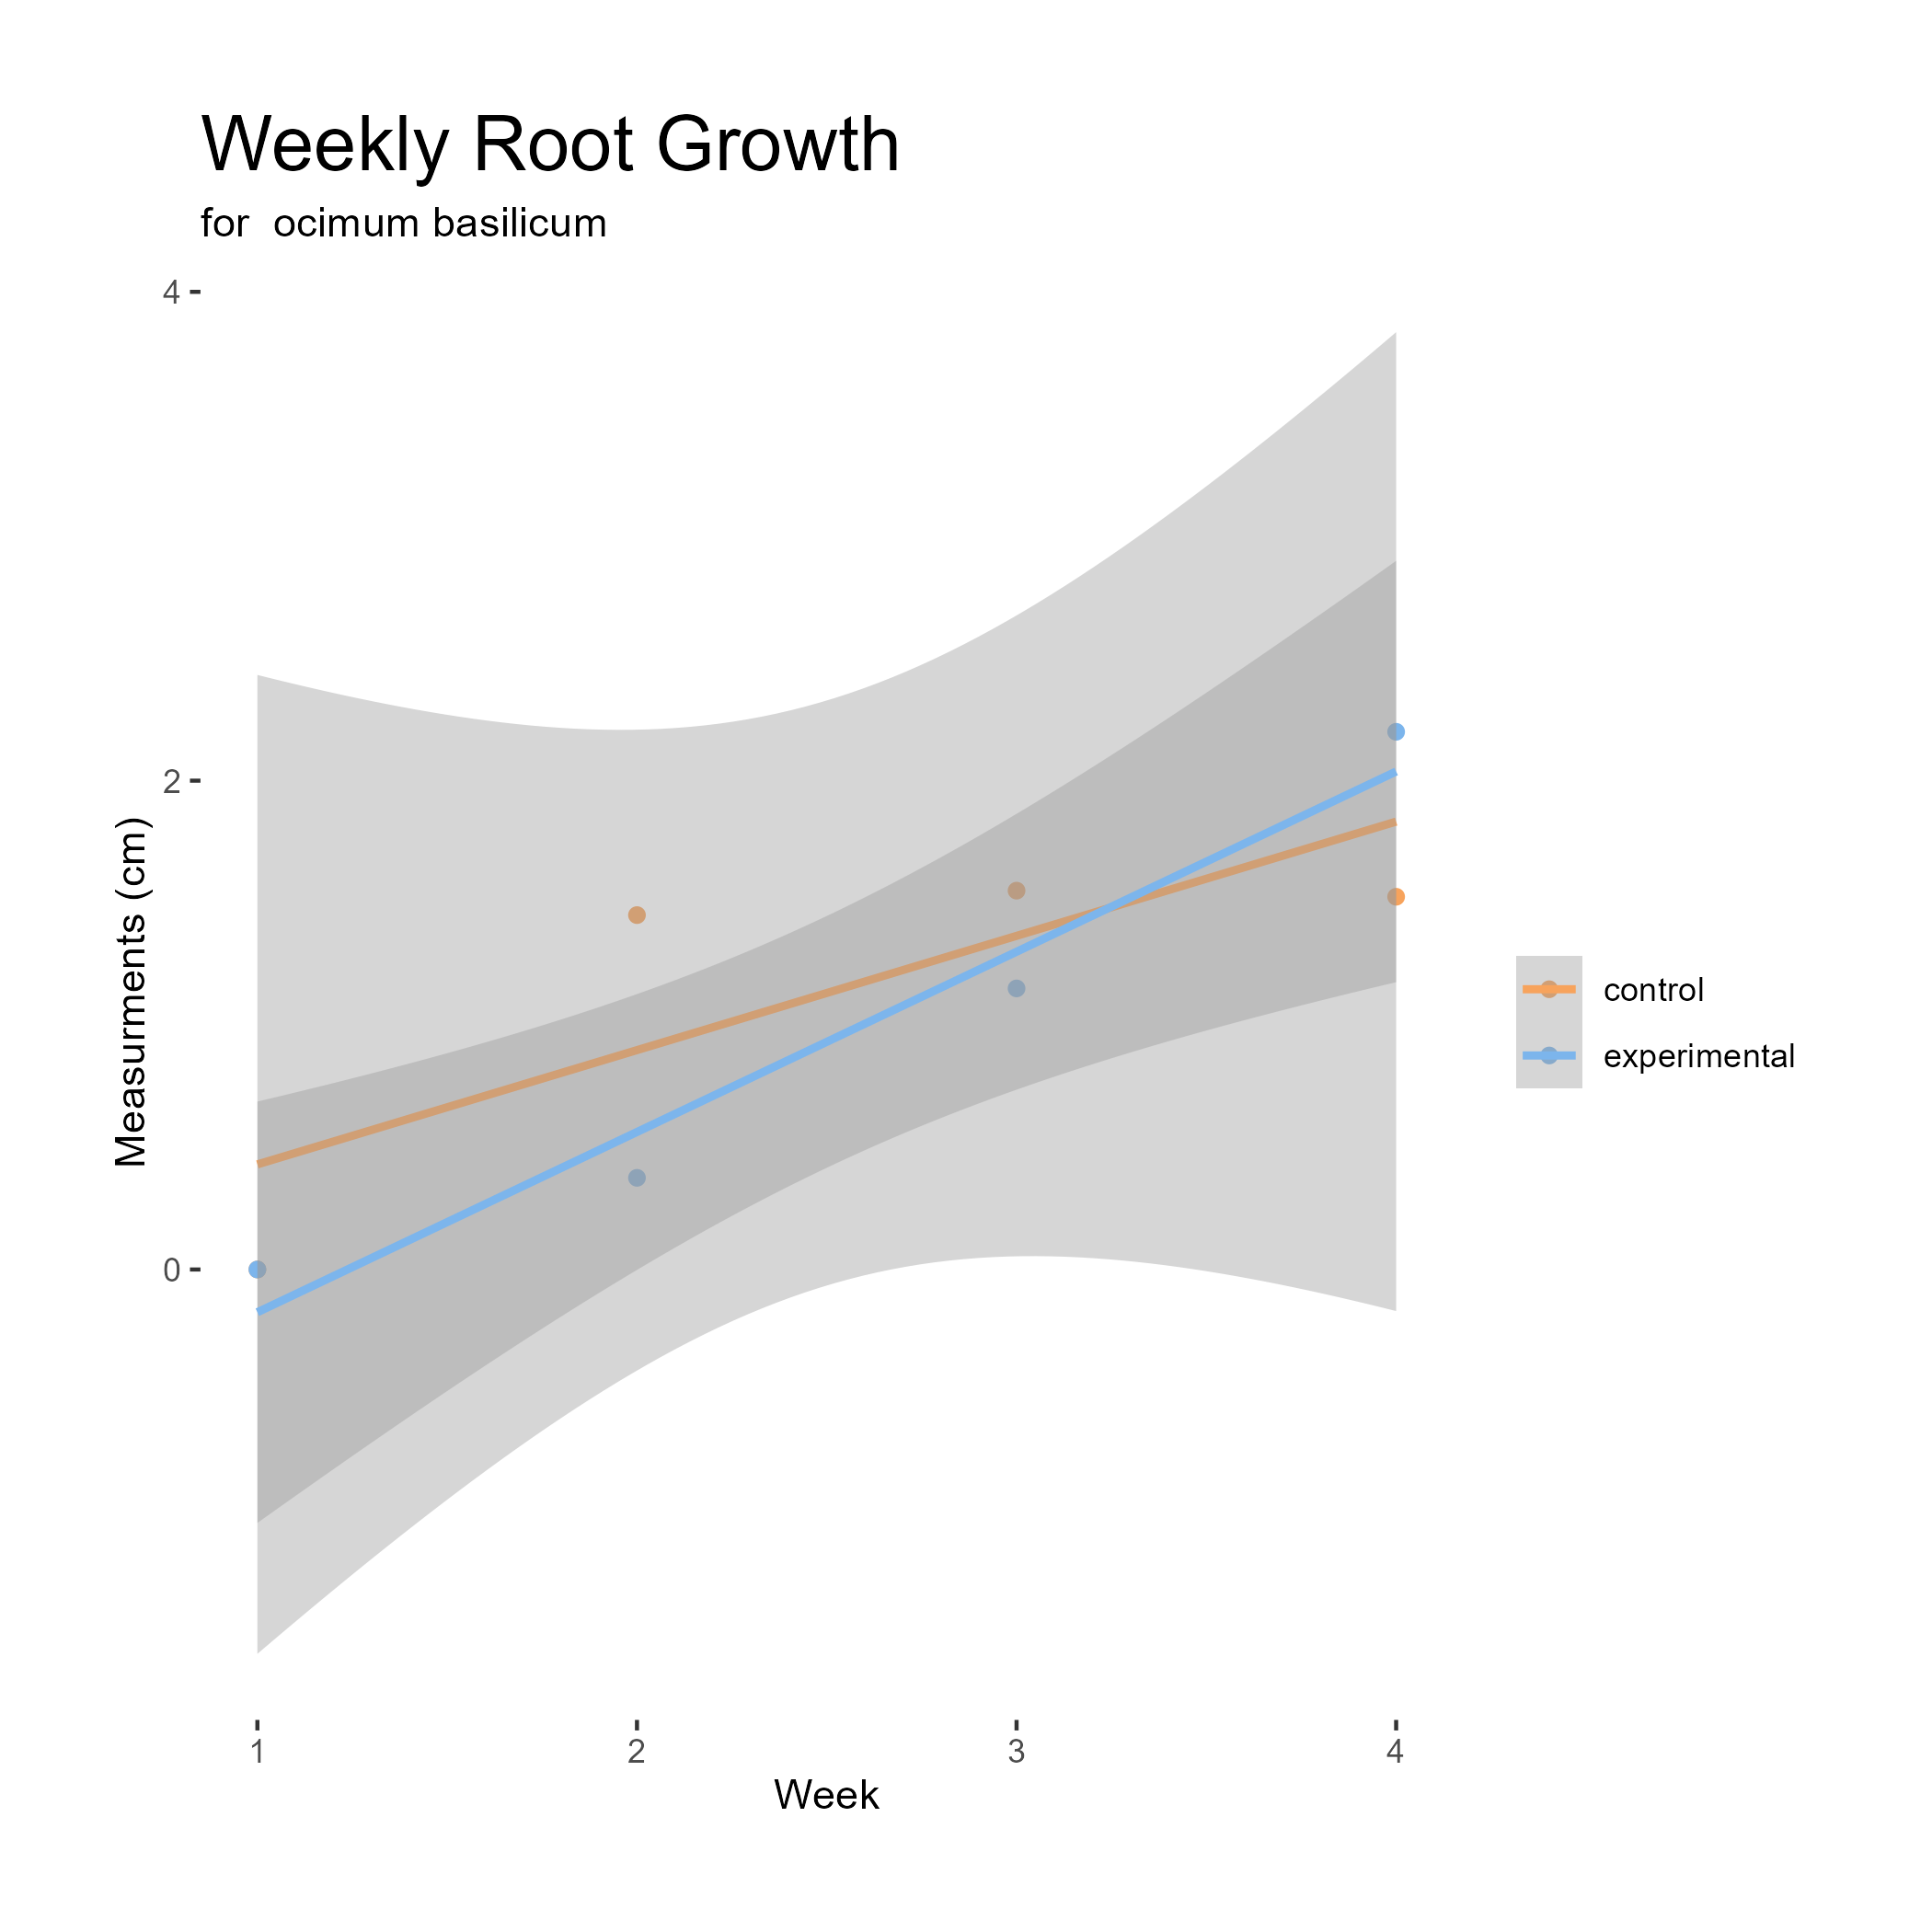 Weekly Root Growth
for  ocimum basilicum
4
2
0
Measurments (cm)
1 2 3 4
Week
control
experimental